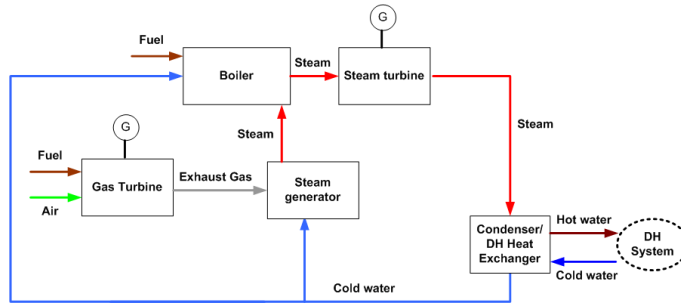 G
Fuel
Boiler
Steam
Steam turbine
Steam
Steam
G
Fuel
Gas Turbine
Exhaust Gas
Steam
generator
Air
Condenser/
DH Heat
Exchanger
Hot water
DH
System
Cold water
Cold water